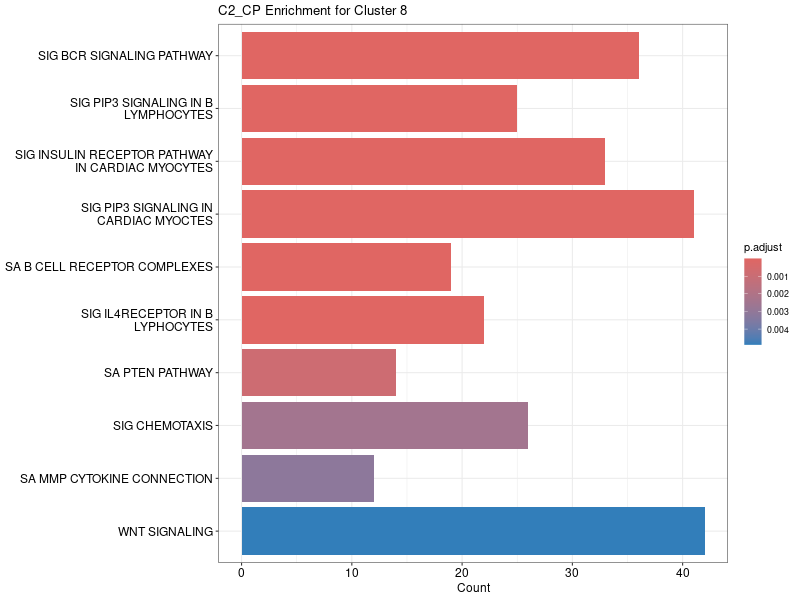 C2_CP Enrichment for Cluster 8
SIG BCR SIGNALING PATHWAY
SIG PIP3 SIGNALING IN B
LYMPHOCYTES
SIG INSULIN RECEPTOR PATHWAY
IN CARDIAC MYOCYTES
SIG PIP3 SIGNALING IN
CARDIAC MYOCTES
SA B CELL RECEPTOR COMPLEXES
SIG IL4RECEPTOR IN B
LYPHOCYTES
SA PTEN PATHWAY
SIG CHEMOTAXIS
SA MMP CYTOKINE CONNECTION
WNT SIGNALING
0 10 20 30 40
Count
p.adjust
0.001
0.002
0.003
0.004